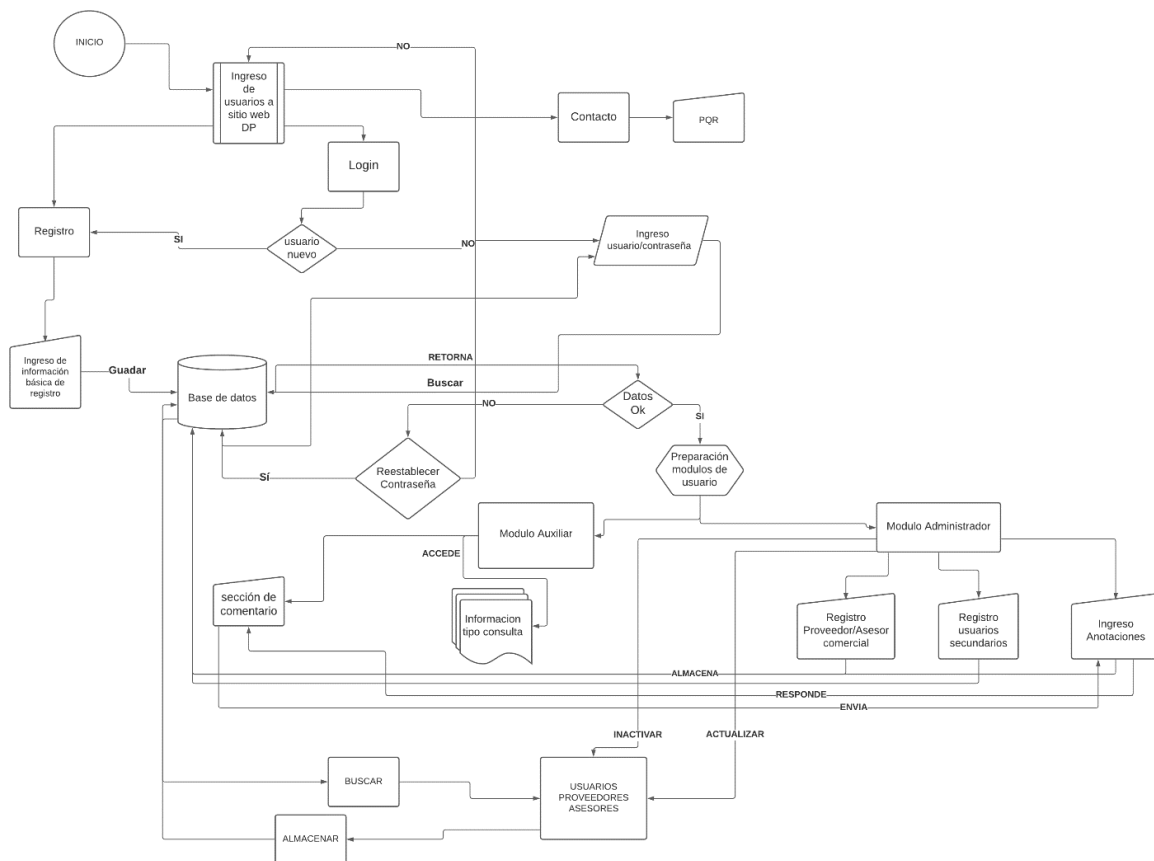 INICIO
NO
Ingreso
de
usuarios a
sitio web
DP
Contacto
PQR
Login
Registro
SI
usuario
nuevo
NO
Ingreso
usuario/contraseña
Ingreso de
información
básica de
registro
Guadar
Base de datos
RETORNA
Buscar
Datos
Ok
NO
SI
Reestablecer
Contraseña
Sí
Preparación
modulos de
usuario
Modulo Auxiliar
Modulo Administrador
ACCEDE
sección de
comentario
Informacion
tipo consulta
Registro
Proveedor/Asesor
comercial
Registro
usuarios
secundarios
Ingreso
Anotaciones
ALMACENA
RESPONDE
ENVIA
INACTIVAR
ACTUALIZAR
BUSCAR
USUARIOS
PROVEEDORES
ASESORES
ALMACENAR